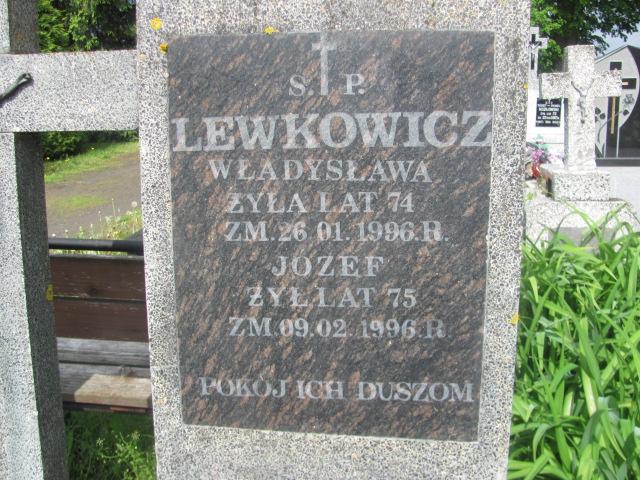 Ś. P.
LEWKOWICZ
WŁADYSŁAWA
ŻYŁA LAT 74
ZM. 26 01. 1996.R.
JÓZEF
ŻYŁ LAT 75
ZM. 09.02. 1996.R.
POKÓJ ICH DUSZOM